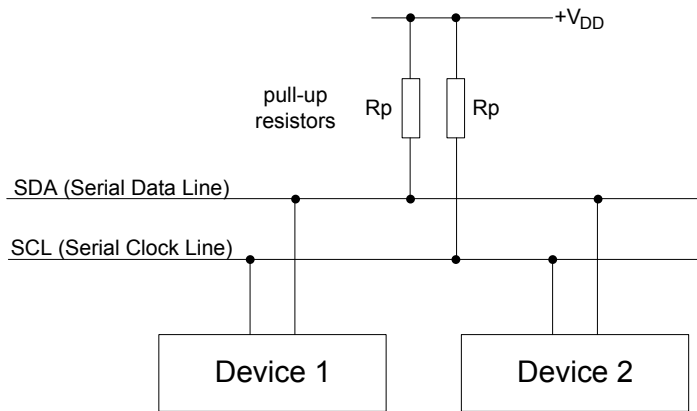 +VDD
pull-up
resistors
Rp
Rp
SDA (Serial Data Line)
SCL (Serial Clock Line)
Device 1
Device 2